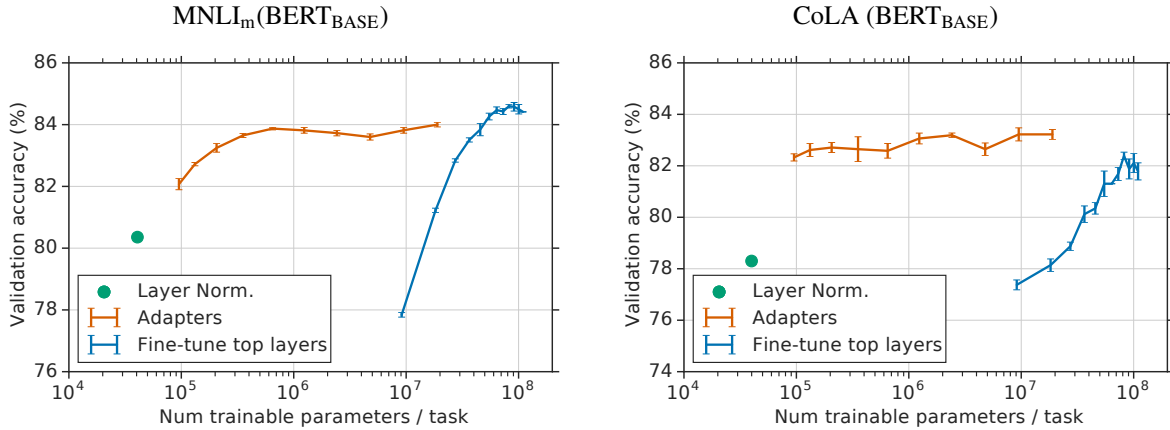 MNLIm(BERTBASE)
86
84
82
80
78
76
Validation accuracy (%)
Layer Norm.
Adapters
Fine-tune top layers
10^4 10^5 10^6 10^7 10^8
Num trainable parameters / task
CoLA (BERTBASE)
86
84
82
80
78
76
74
Validation accuracy (%)
Layer Norm.
Adapters
Fine-tune top layers
10^4 10^5 10^6 10^7 10^8
Num trainable parameters / task